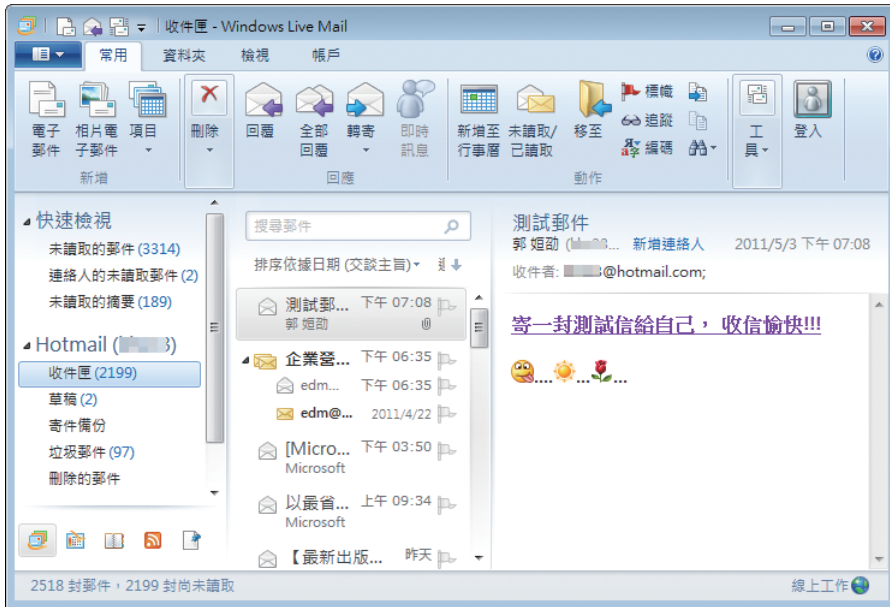 收件匣 - Windows Live Mail
常用 資料夾 檢視 帳戶
電子郵件 相片電子郵件 項目 刪除 回覆 全部回覆 轉寄 即時訊息 新增至行事曆 未讀取/已讀取 移至 標幟 追蹤 編碼 工具 登入
新增 回應 動作
快速檢視
未讀取的郵件 (3314)
連絡人的未讀取郵件 (2)
未讀取的摘要 (189)
Hotmail (
3)
收件匣 (2199)
草稿 (2)
寄件備份
垃圾郵件 (97)
刪除的郵件
搜尋郵件
排序依據日期 (交談主旨)
測試郵... 下午 07:08
郭 姮劭
企業營... 下午 06:35
edm... 下午 06:35
edm@... 2011/4/22
[Micro... 下午 03:50
Microsoft
以最省... 上午 09:34
Microsoft
【最新出版... 昨天
測試郵件
郭 姮劭 ( ... 新增連絡人 2011/5/3 下午 07:08
收件者: @hotmail.com;
寄一封測試信給自己， 收信愉快!!!
.... ... ...
2518 封郵件，2199 封尚未讀取
線上工作